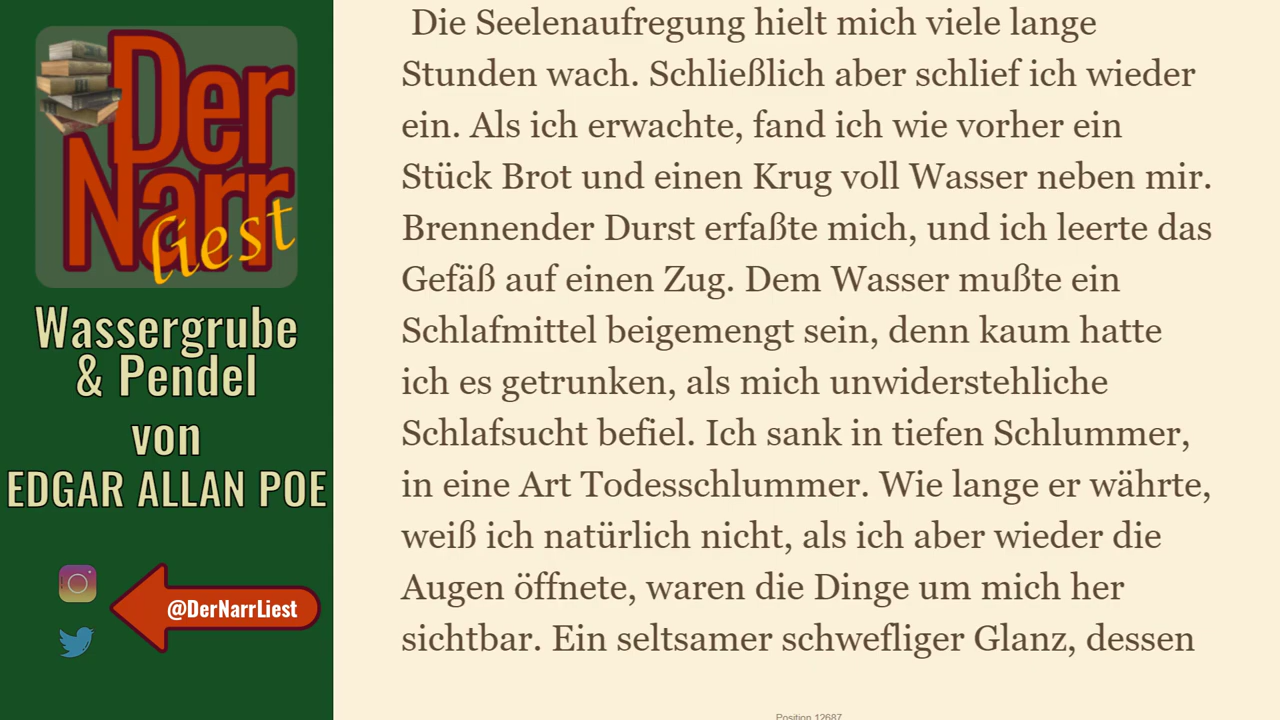 Der
Narr
liest
Wassergrube
& Pendel
von
EDGAR ALLAN POE
@DerNarrLiest
Die Seelenaufregung hielt mich viele lange
Stunden wach. Schließlich aber schlief ich wieder
ein. Als ich erwachte, fand ich wie vorher ein
Stück Brot und einen Krug voll Wasser neben mir.
Brennender Durst erfaßte mich, und ich leerte das
Gefäß auf einen Zug. Dem Wasser mußte ein
Schlafmittel beigemengt sein, denn kaum hatte
ich es getrunken, als mich unwiderstehliche
Schlafsucht befiel. Ich sank in tiefen Schlummer,
in eine Art Todesschlummer. Wie lange er währte,
weiß ich natürlich nicht, als ich aber wieder die
Augen öffnete, waren die Dinge um mich her
sichtbar. Ein seltsamer schwefliger Glanz, dessen
Position 12687